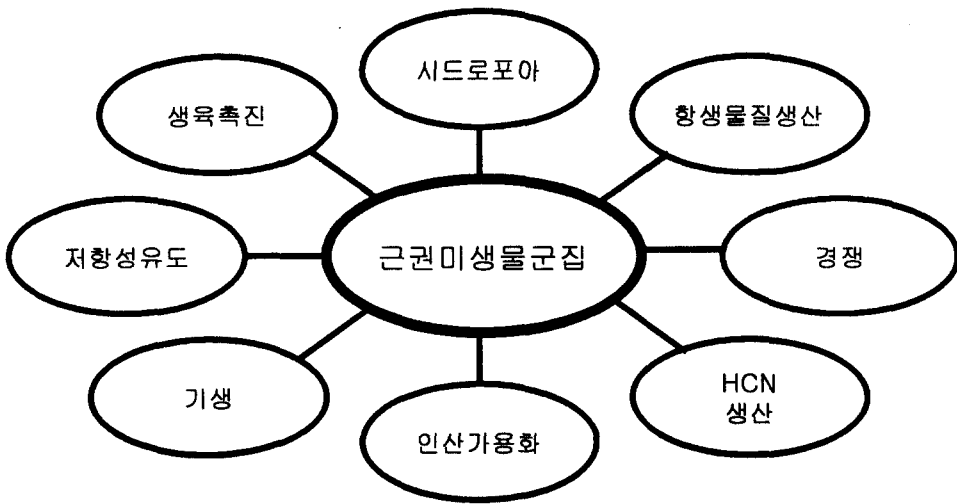 시드로포아
생육촉진
항생물질생산
저항성유도
근권미생물군집
경쟁
기생
HCN
생산
인산가용화